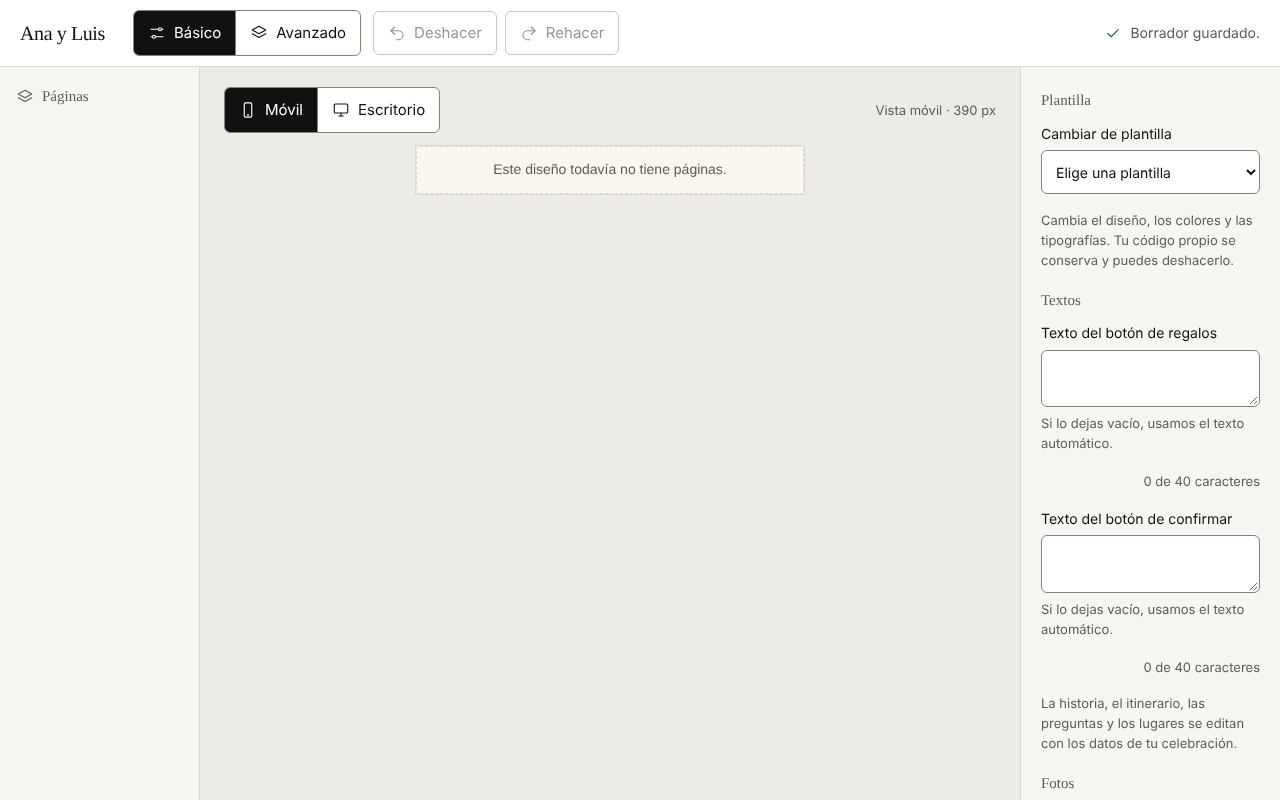 Ana y Luis
Básico
Avanzado
Deshacer
Rehacer
Borrador guardado.
Páginas
Móvil
Escritorio
Vista móvil · 390 px
Este diseño todavía no tiene páginas.
Plantilla
Cambiar de plantilla
Elige una plantilla
Cambia el diseño, los colores y las
tipografías. Tu código propio se
conserva y puedes deshacerlo.
Textos
Texto del botón de regalos
Si lo dejas vacío, usamos el texto
automático.
0 de 40 caracteres
Texto del botón de confirmar
Si lo dejas vacío, usamos el texto
automático.
0 de 40 caracteres
La historia, el itinerario, las
preguntas y los lugares se editan
con los datos de tu celebración.
Fotos